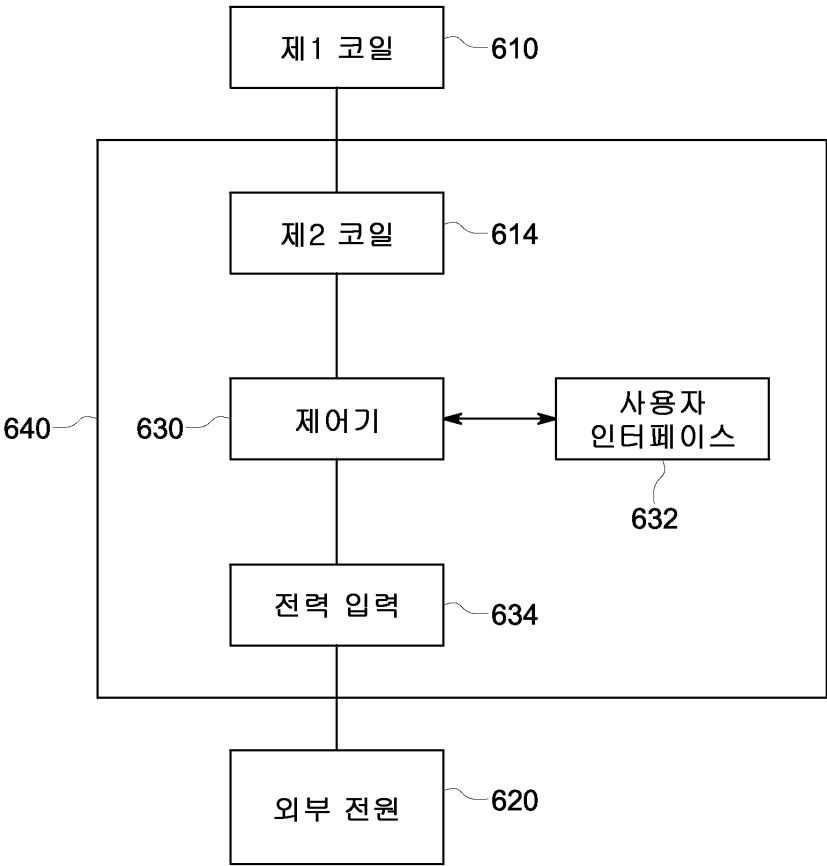 제1 코일
610
제2 코일
614
640
630
제어기
사용자
인터페이스
632
전력 입력
634
외부 전원
620